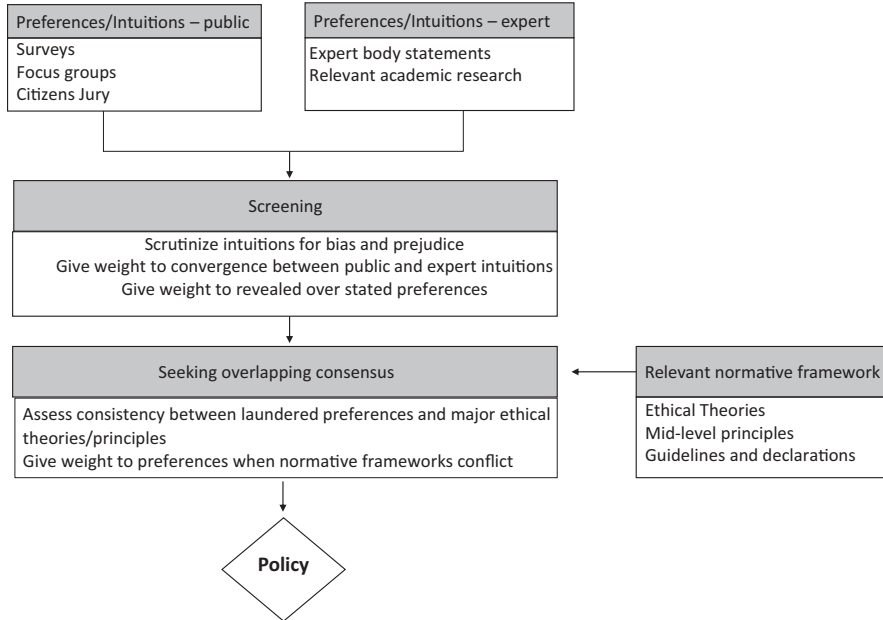 Preferences/Intuitions – public
Surveys
Focus groups
Citizens Jury
Preferences/Intuitions – expert
Expert body statements
Relevant academic research
Screening
Scrutinize intuitions for bias and prejudice
Give weight to convergence between public and expert intuitions
Give weight to revealed over stated preferences
Seeking overlapping consensus
Assess consistency between laundered preferences and major ethical
theories/principles
Give weight to preferences when normative frameworks conflict
Relevant normative framework
Ethical Theories
Mid-level principles
Guidelines and declarations
Policy